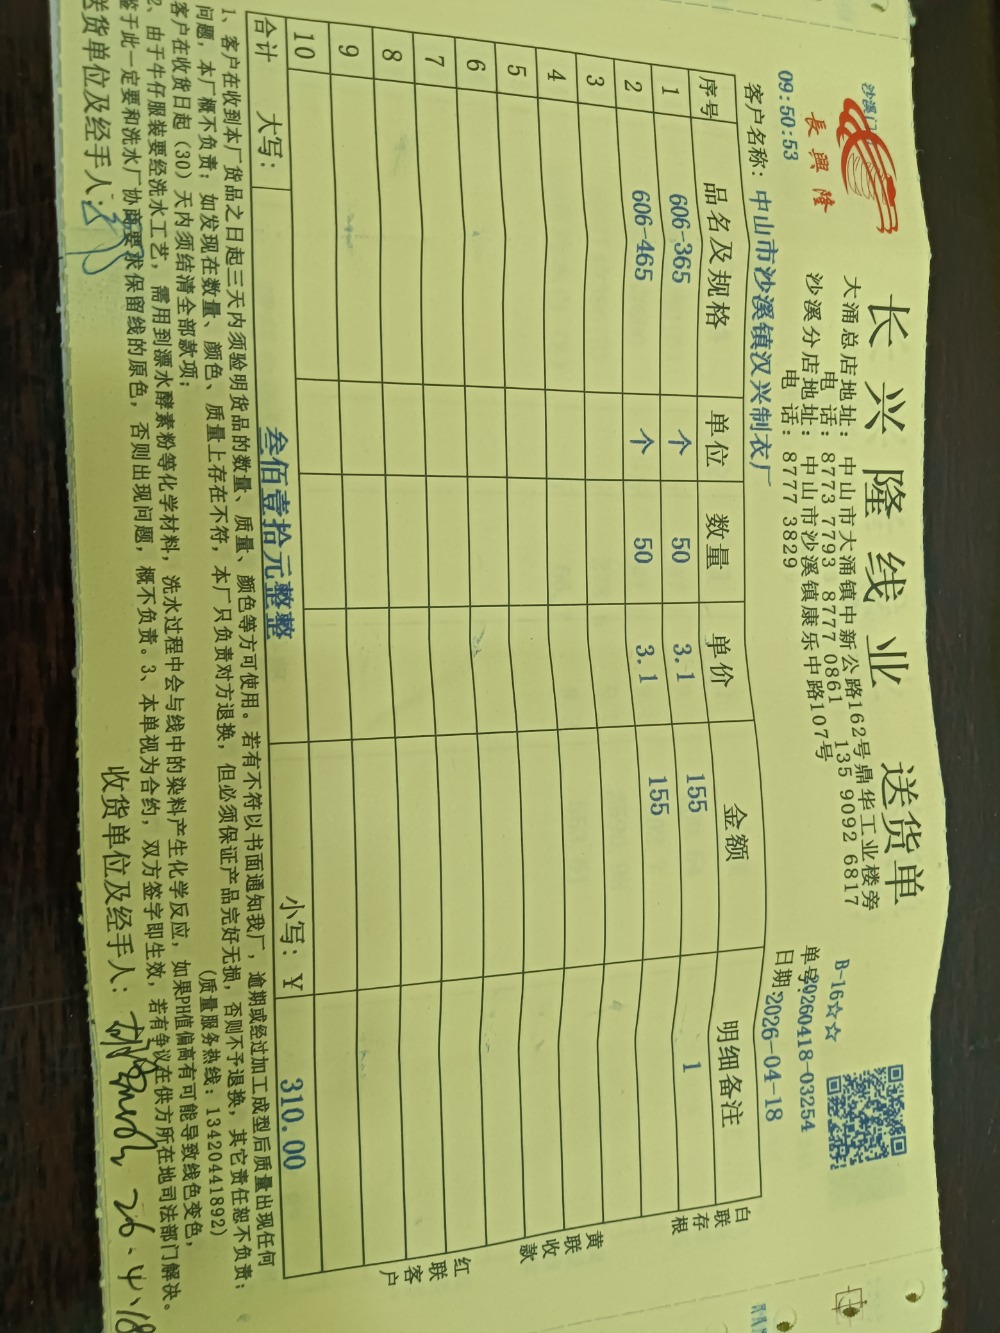 沙溪门
長興隆
长兴隆线业 送货单
大涌总店地址：中山市大涌镇中新公路162号鼎华工业楼旁
电 话：8773 7793 8777 0861 135 9092 6817
沙溪分店地址：中山市沙溪镇康乐中路107号
电 话：8777 3829
B-16☆☆
单号:20260418-03254
日期:2026-04-18
09:50:53
客户名称：中山市沙溪镇汉兴制衣厂
序号 品名及规格 单位 数量 单价 金额 明细备注
1 606-365 个 50 3.1 155 1
2 606-465 个 50 3.1 155
3
4
5
6
7
8
9
10
合计 大写： 叁佰壹拾元整整 小写：￥ 310.00
白联存根
黄联收款
红联客户
1、客户在收到本厂货品之日起三天内须验明货品的数量、质量、颜色等方可使用。若有不符以书面通知我厂，逾期或经过加工成型后质量出现任何
问题，本厂概不负责；如发现在数量、颜色、质量上存在不符，本厂只负责对方退换，但必须保证产品完好无损，否则不予退换，其它责任恕不负责；
客户在收货日起（30）天内须结清全部款项； (质量服务热线：13420441892)
2、由于牛仔服装要经洗水工艺，需用到漂水酵素粉等化学材料，洗水过程中会与线中的染料产生化学反应，如果PH值偏高有可能导致线色变色，
鉴于此一定要和洗水厂协商要求保留线的原色，否则出现问题，概不负责。3、本单视为合约，双方签字即生效，若有争议在供方所在地司法部门解决。
送货单位及经手人： 收货单位及经手人： 26.4.18